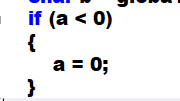 if (a < 0)
{
a = 0;
}